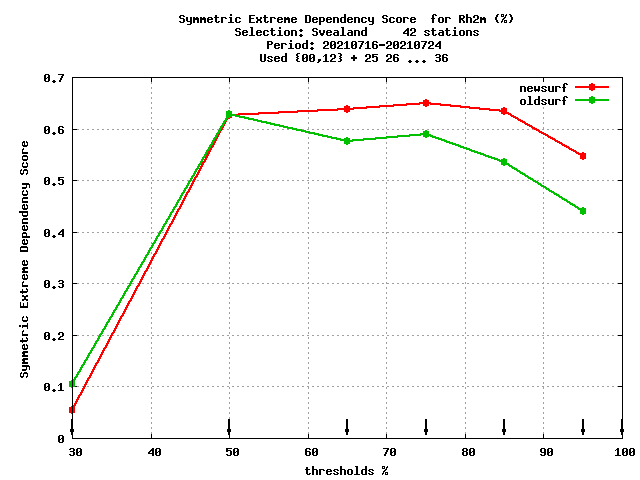 Symmetric Extreme Dependency Score  for Rh2m (%)
Selection: Svealand     42 stations
Period: 20210716-20210724
Used {00,12} + 25 26 ... 36
newsurf
oldsurf
0.7
0.6
0.5
0.4
0.3
0.2
0.1
0
Symmetric Extreme Dependency Score
30 40 50 60 70 80 90 100
thresholds %